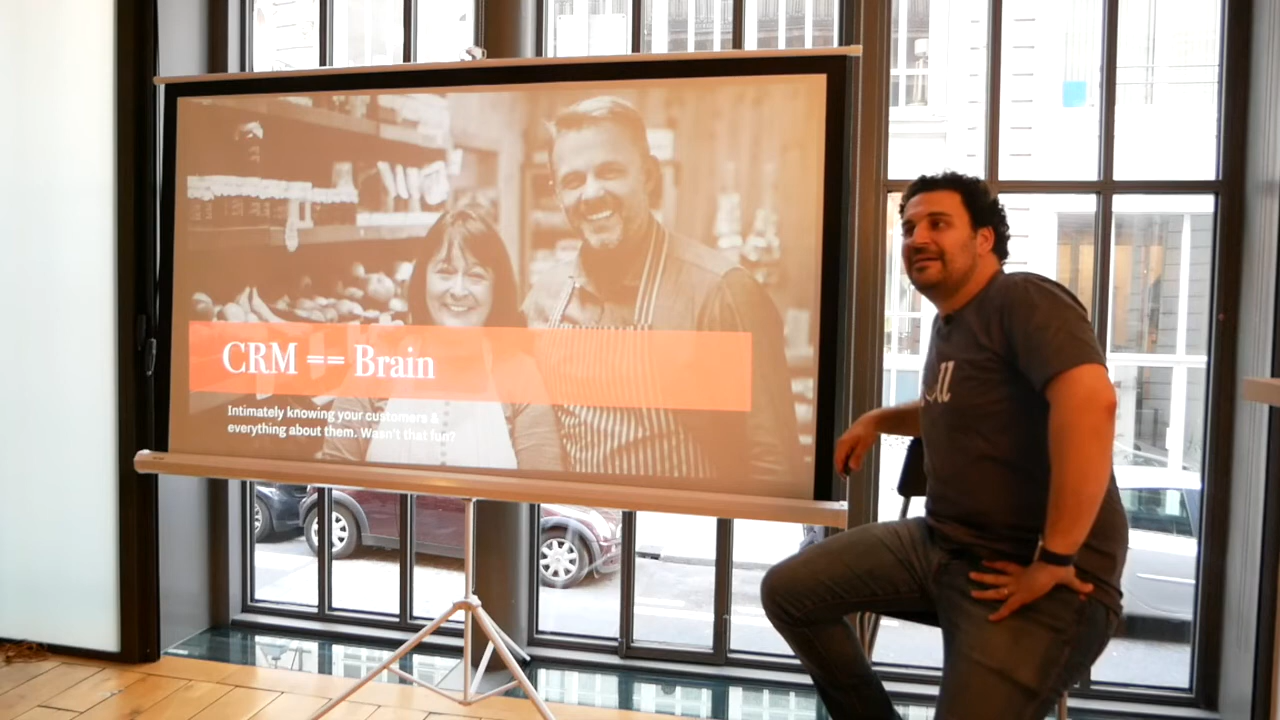 CRM == Brain
Intimately knowing your customers &
everything about them. Wasn't that fun?